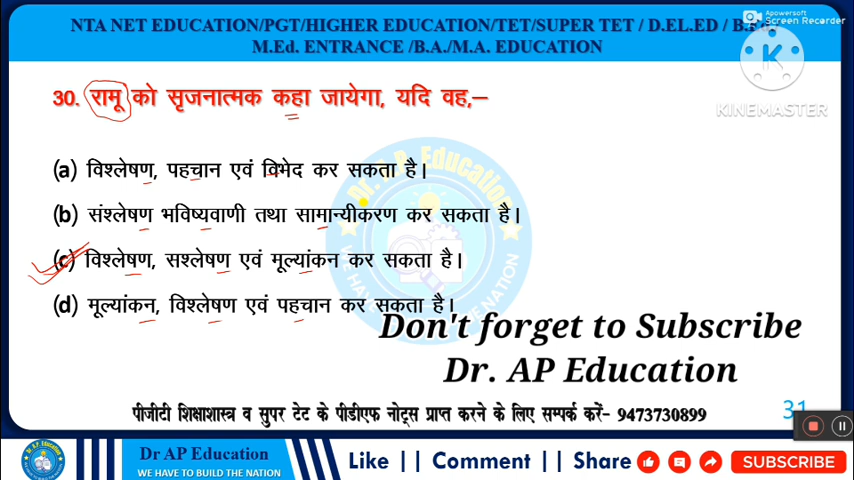 NTA NET EDUCATION/PGT/HIGHER EDUCATION/TET/SUPER TET / D.EL.ED / B.Ed.
M.Ed. ENTRANCE /B.A./M.A. EDUCATION
Apowersoft
Screen Recorder
KINEMASTER
30. रामू को सृजनात्मक कहा जायेगा, यदि वह,–
(a) विश्लेषण, पहचान एवं विभेद कर सकता है।
(b) संश्लेषण भविष्यवाणी तथा सामान्यीकरण कर सकता है।
(c) विश्लेषण, सश्लेषण एवं मूल्यांकन कर सकता है।
(d) मूल्यांकन, विश्लेषण एवं पहचान कर सकता है।
Dr. A.P. Education
Don't forget to Subscribe
Dr. AP Education
पीजीटी शिक्षाशास्त्र व सुपर टेट के पीडीएफ नोट्स प्राप्त करने के लिए सम्पर्क करें- 9473730899
31
Dr AP Education
WE HAVE TO BUILD THE NATION
Like || Comment || Share
SUBSCRIBE